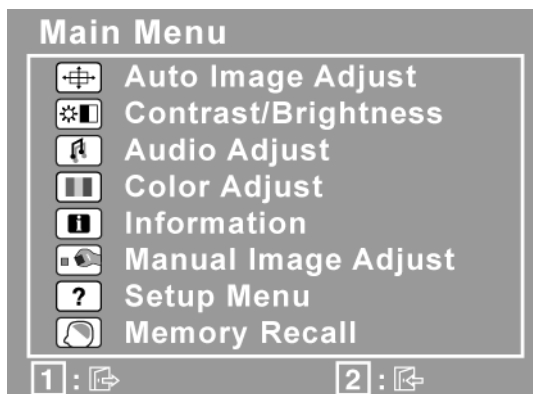 Main Menu
Auto Image Adjust
Contrast/Brightness
Audio Adjust
Color Adjust
i Information
Manual Image Adjust
? Setup Menu
Memory Recall
1 : 2 :